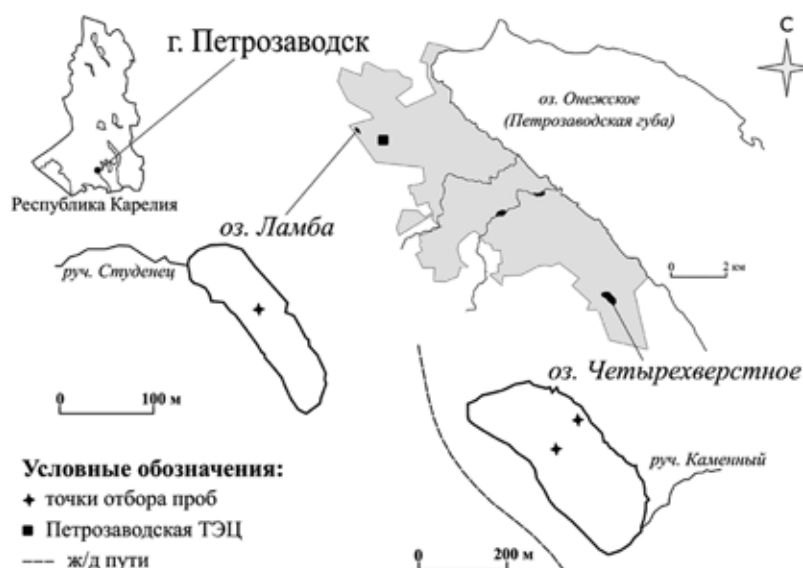 г. Петрозаводск
С
оз. Онежское
(Петрозаводская губа)
Республика Карелия
оз. Ламба
руч. Студенец
0 2 км
оз. Четырехверстное
0 100 м
руч. Каменный
Условные обозначения:
точки отбора проб
Петрозаводская ТЭЦ
ж/д пути
0 200 м